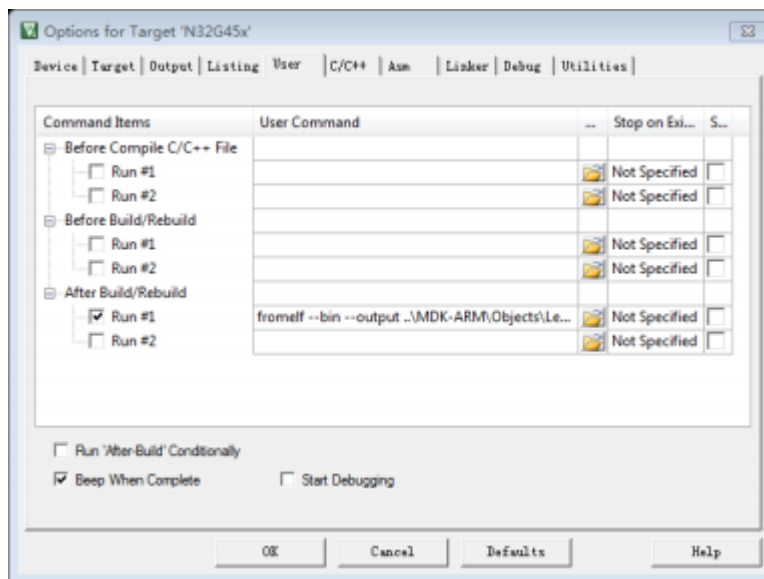 Options for Target 'N32G45x'
Device Target Output Listing User C/C++ Asm Linker Debug Utilities
Command Items User Command ... Stop on Exi... S...
Before Compile C/C++ File
Run #1 Not Specified
Run #2 Not Specified
Before Build/Rebuild
Run #1 Not Specified
Run #2 Not Specified
After Build/Rebuild
Run #1 fromelf --bin --output ..\MDK-ARM\Objects\Le... Not Specified
Run #2 Not Specified
Run 'After-Build' Conditionally
Beep When Complete Start Debugging
OK Cancel Defaults Help